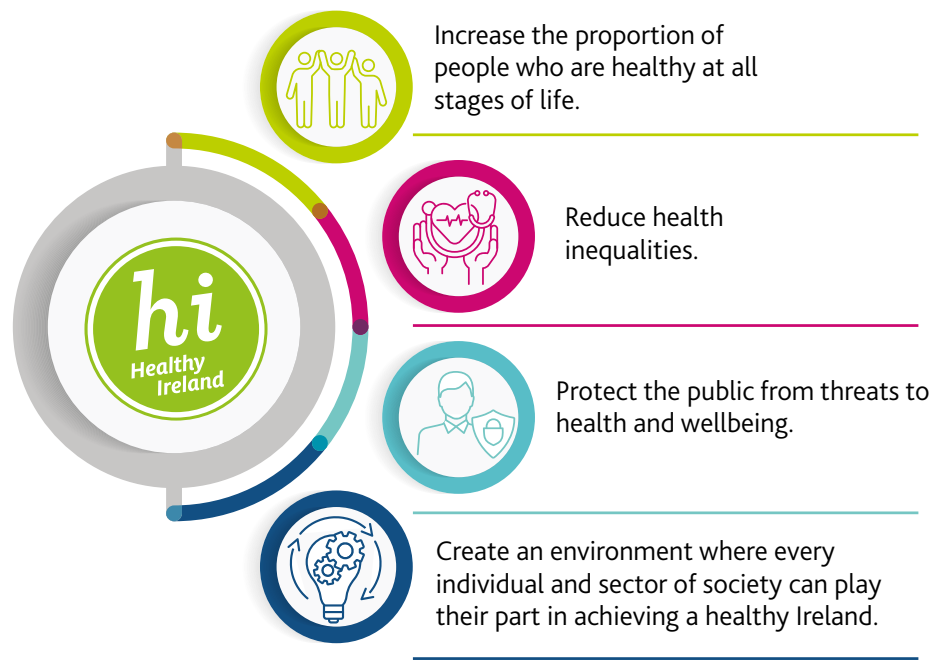 Increase the proportion of
people who are healthy at all
stages of life.
Reduce health
inequalities.
hi
Healthy
Ireland
Protect the public from threats to
health and wellbeing.
Create an environment where every
individual and sector of society can play
their part in achieving a healthy Ireland.